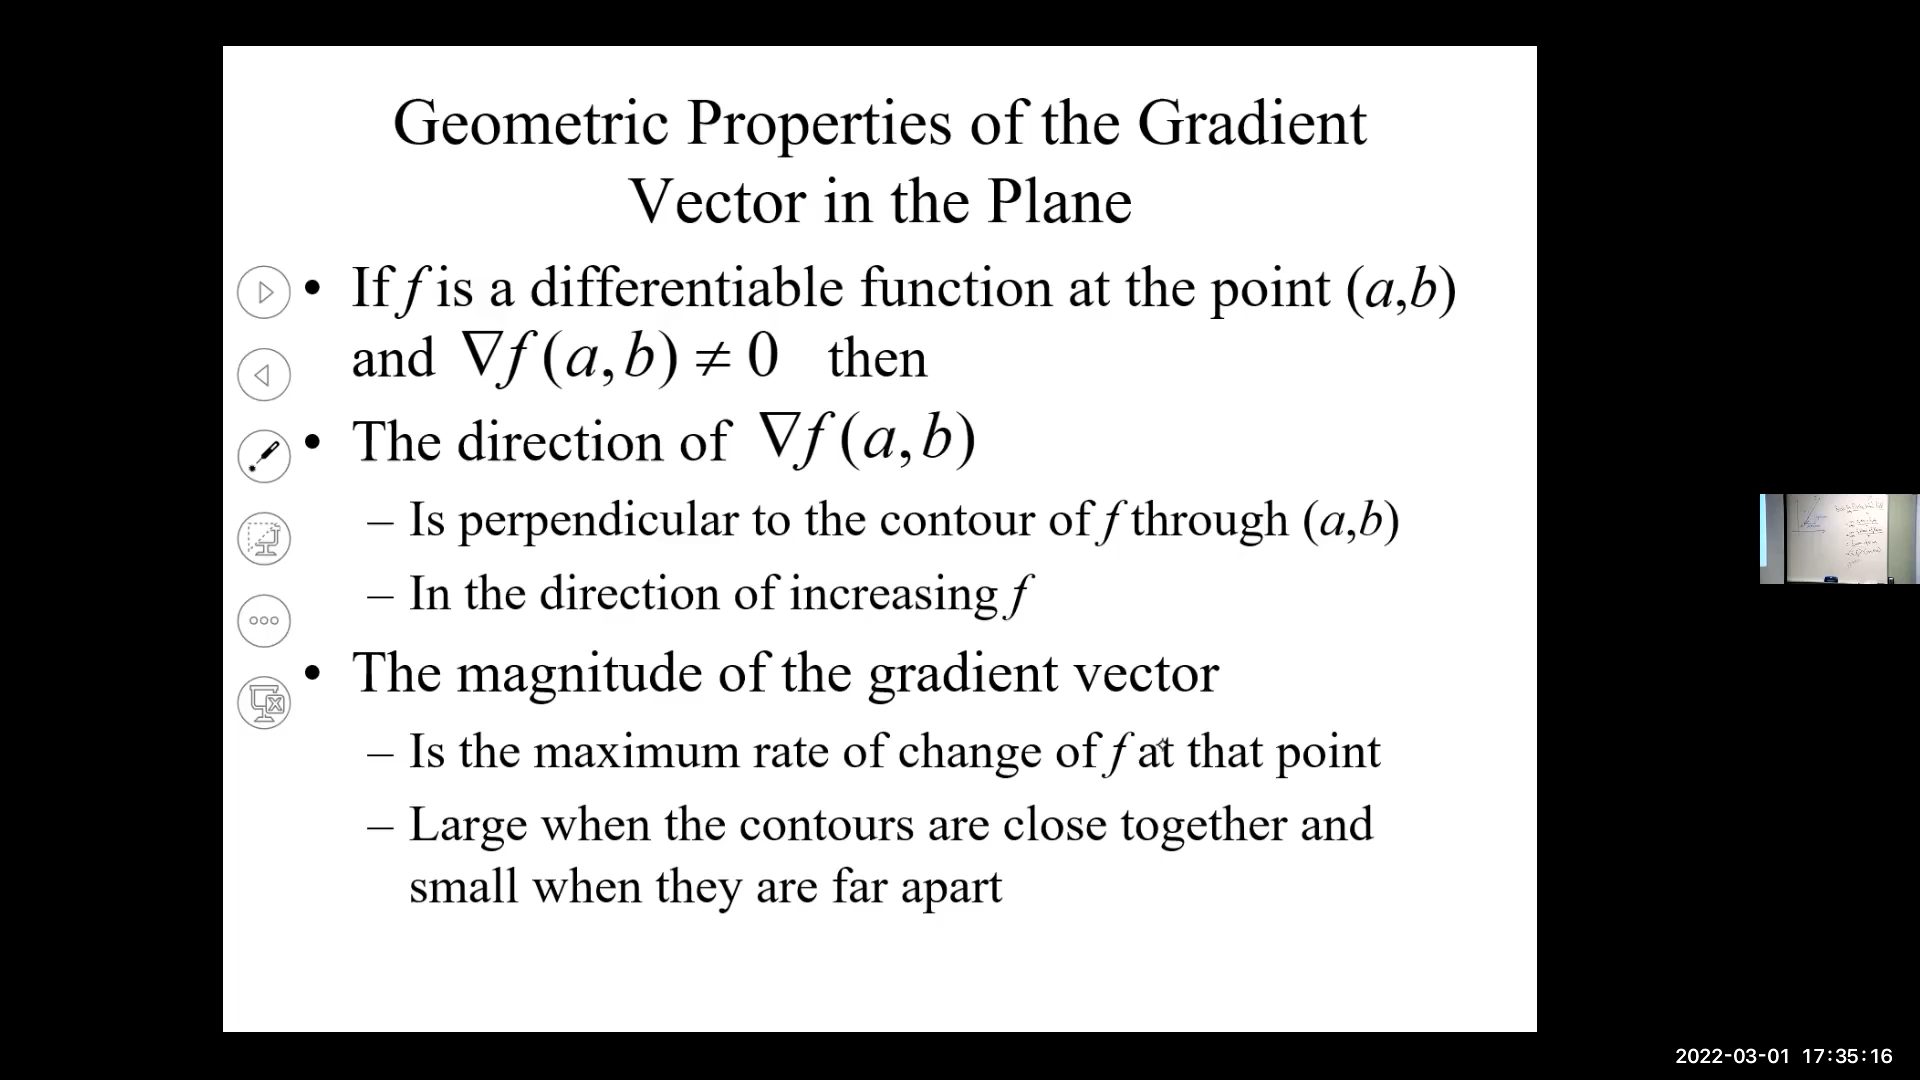 Geometric Properties of the Gradient
Vector in the Plane
• If f is a differentiable function at the point (a,b)
and ∇f(a,b) ≠ 0 then
• The direction of ∇f(a,b)
– Is perpendicular to the contour of f through (a,b)
– In the direction of increasing f
• The magnitude of the gradient vector
– Is the maximum rate of change of f at that point
– Large when the contours are close together and
small when they are far apart
2022-03-01 17:35:16